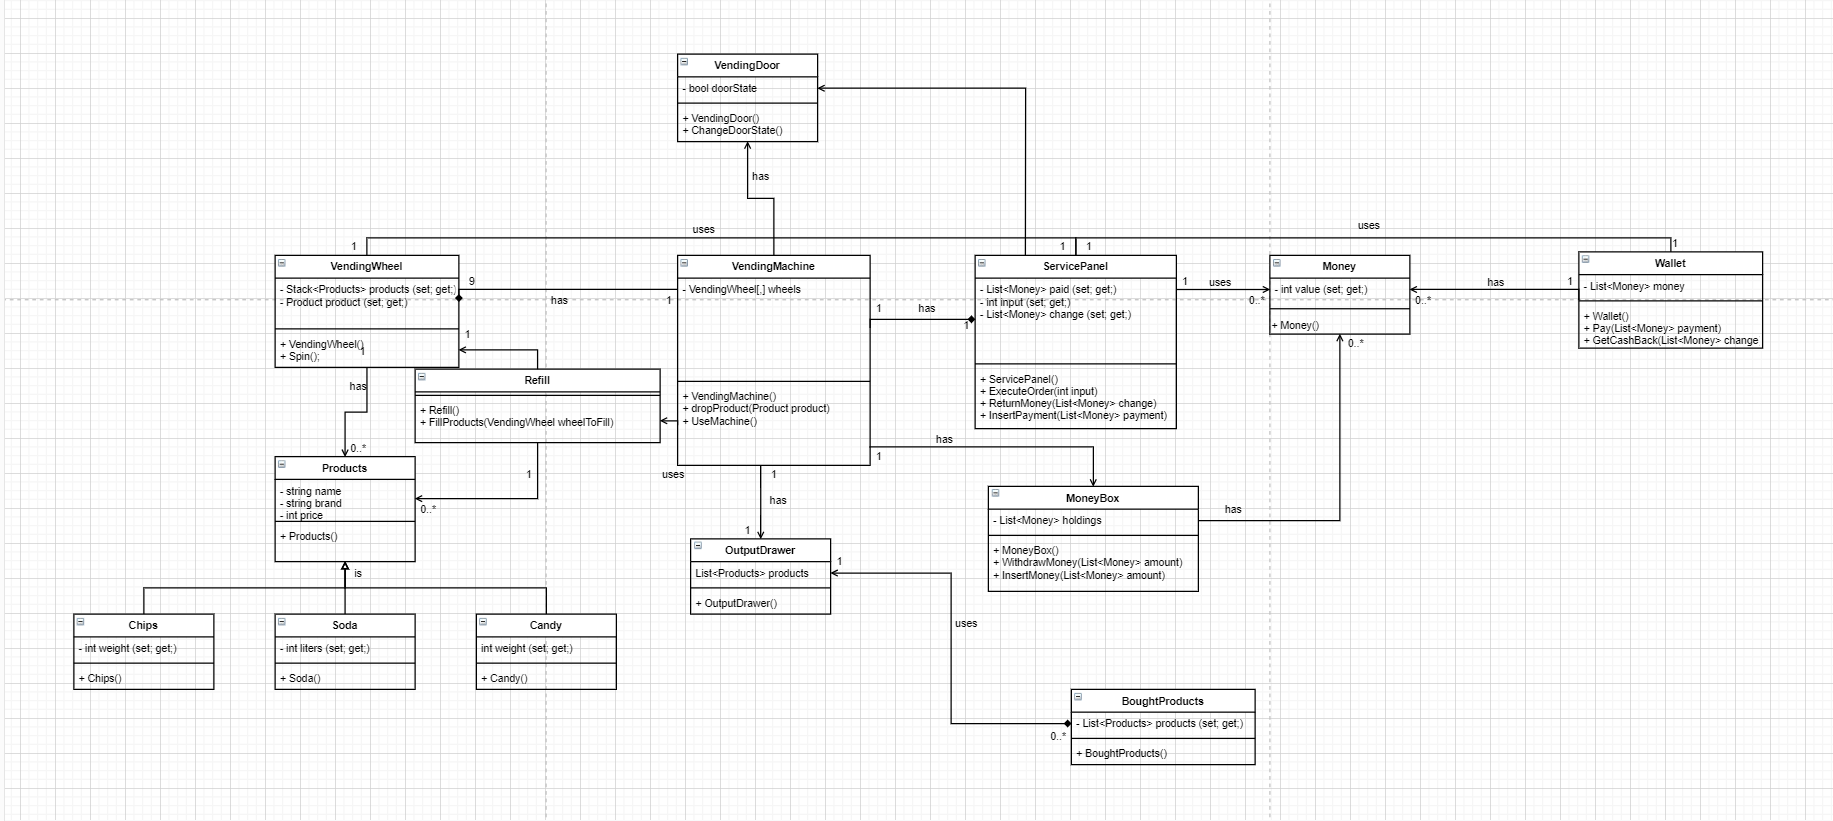 VendingDoor
- bool doorState
+ VendingDoor()
+ ChangeDoorState()
has
uses
uses
1
1
1
1
VendingWheel
- Stack<Products> products (set; get;)
- Product product (set; get;)
+ VendingWheel()
+ Spin();
1
9
has
1
1
VendingMachine
- VendingWheel[,] wheels
+ VendingMachine()
+ dropProduct(Product product)
+ UseMachine()
1
has
1
ServicePanel
- List<Money> paid (set; get;)
- int input (set; get;)
- List<Money> change (set; get;)
+ ServicePanel()
+ ExecuteOrder(int input)
+ ReturnMoney(List<Money> change)
+ InsertPayment(List<Money> payment)
1
uses
0..*
Money
- int value (set; get;)
+ Money()
0..*
has
1
0..*
Wallet
- List<Money> money
+ Wallet()
+ Pay(List<Money> payment)
+ GetCashBack(List<Money> change
Refill
+ Refill()
+ FillProducts(VendingWheel wheelToFill)
has
0..*
1
0..*
uses
1
has
1
has
1
Products
- string name
- string brand
- int price
+ Products()
is
MoneyBox
- List<Money> holdings
+ MoneyBox()
+ WithdrawMoney(List<Money> amount)
+ InsertMoney(List<Money> amount)
has
OutputDrawer
List<Products> products
+ OutputDrawer()
1
uses
0..*
Chips
- int weight (set; get;)
+ Chips()
Soda
- int liters (set; get;)
+ Soda()
Candy
int weight (set; get;)
+ Candy()
BoughtProducts
- List<Products> products (set; get;)
+ BoughtProducts()